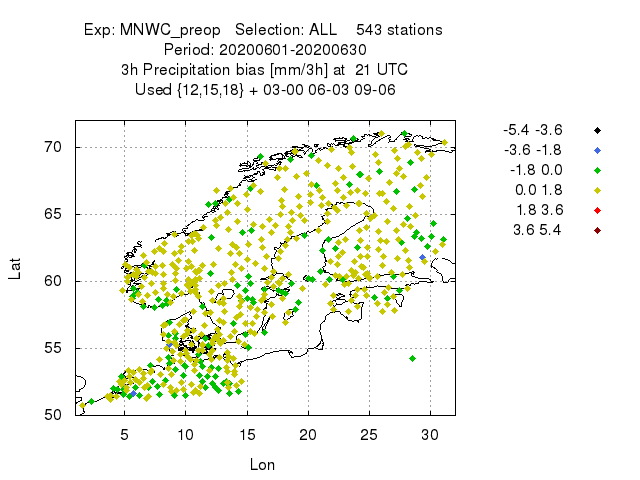 Exp: MNWC_preop Selection: ALL 543 stations
Period: 20200601-20200630
3h Precipitation bias [mm/3h] at 21 UTC
Used {12,15,18} + 03-00 06-03 09-06
-5.4 -3.6
-3.6 -1.8
-1.8 0.0
0.0 1.8
1.8 3.6
3.6 5.4
70
65
60
55
50
Lat
5 10 15 20 25 30
Lon